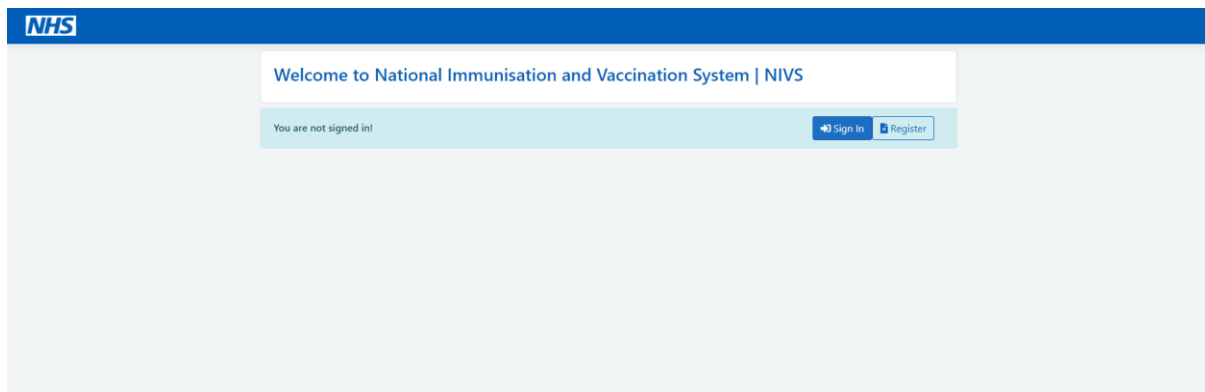 NHS
Welcome to National Immunisation and Vaccination System | NIVS
You are not signed in!
Sign In
Register